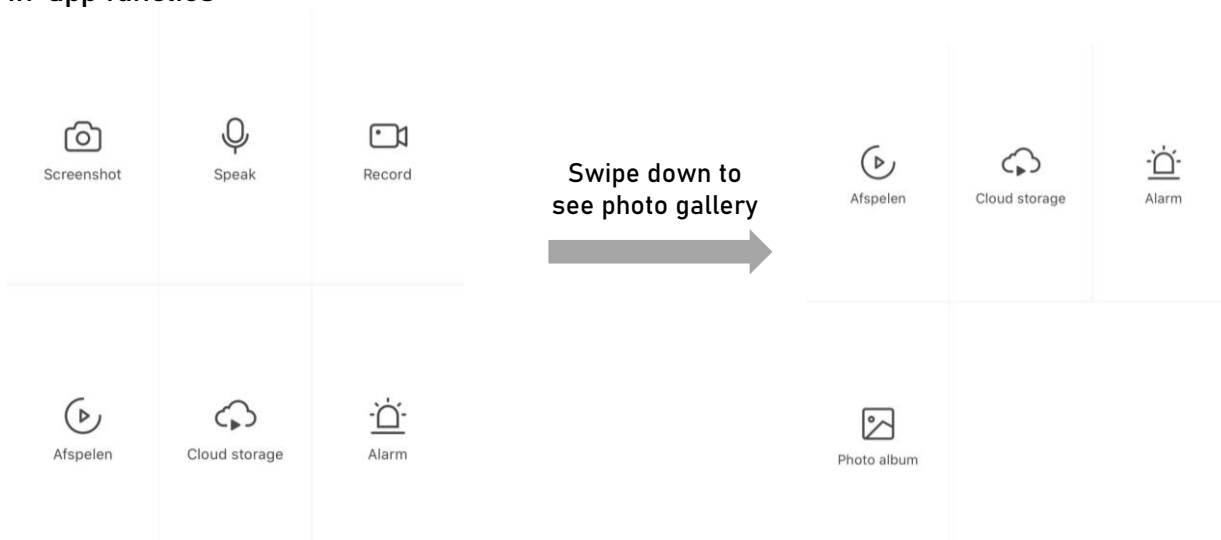 Screenshot
Speak
Record
Afspelen
Cloud storage
Alarm
Swipe down to
see photo gallery
Afspelen
Cloud storage
Alarm
Photo album